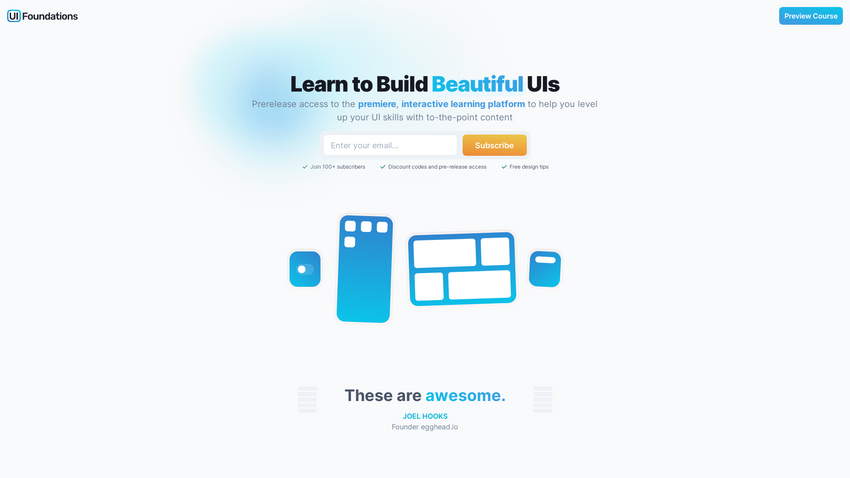 UI Foundations
Preview Course
Learn to Build Beautiful UIs
Prerelease access to the premiere, interactive learning platform to help you level
up your UI skills with to-the-point content
Enter your email...
Subscribe
Join 100+ subscribers
Discount codes and pre-release access
Free design tips
These are awesome.
JOEL HOOKS
Founder egghead.io